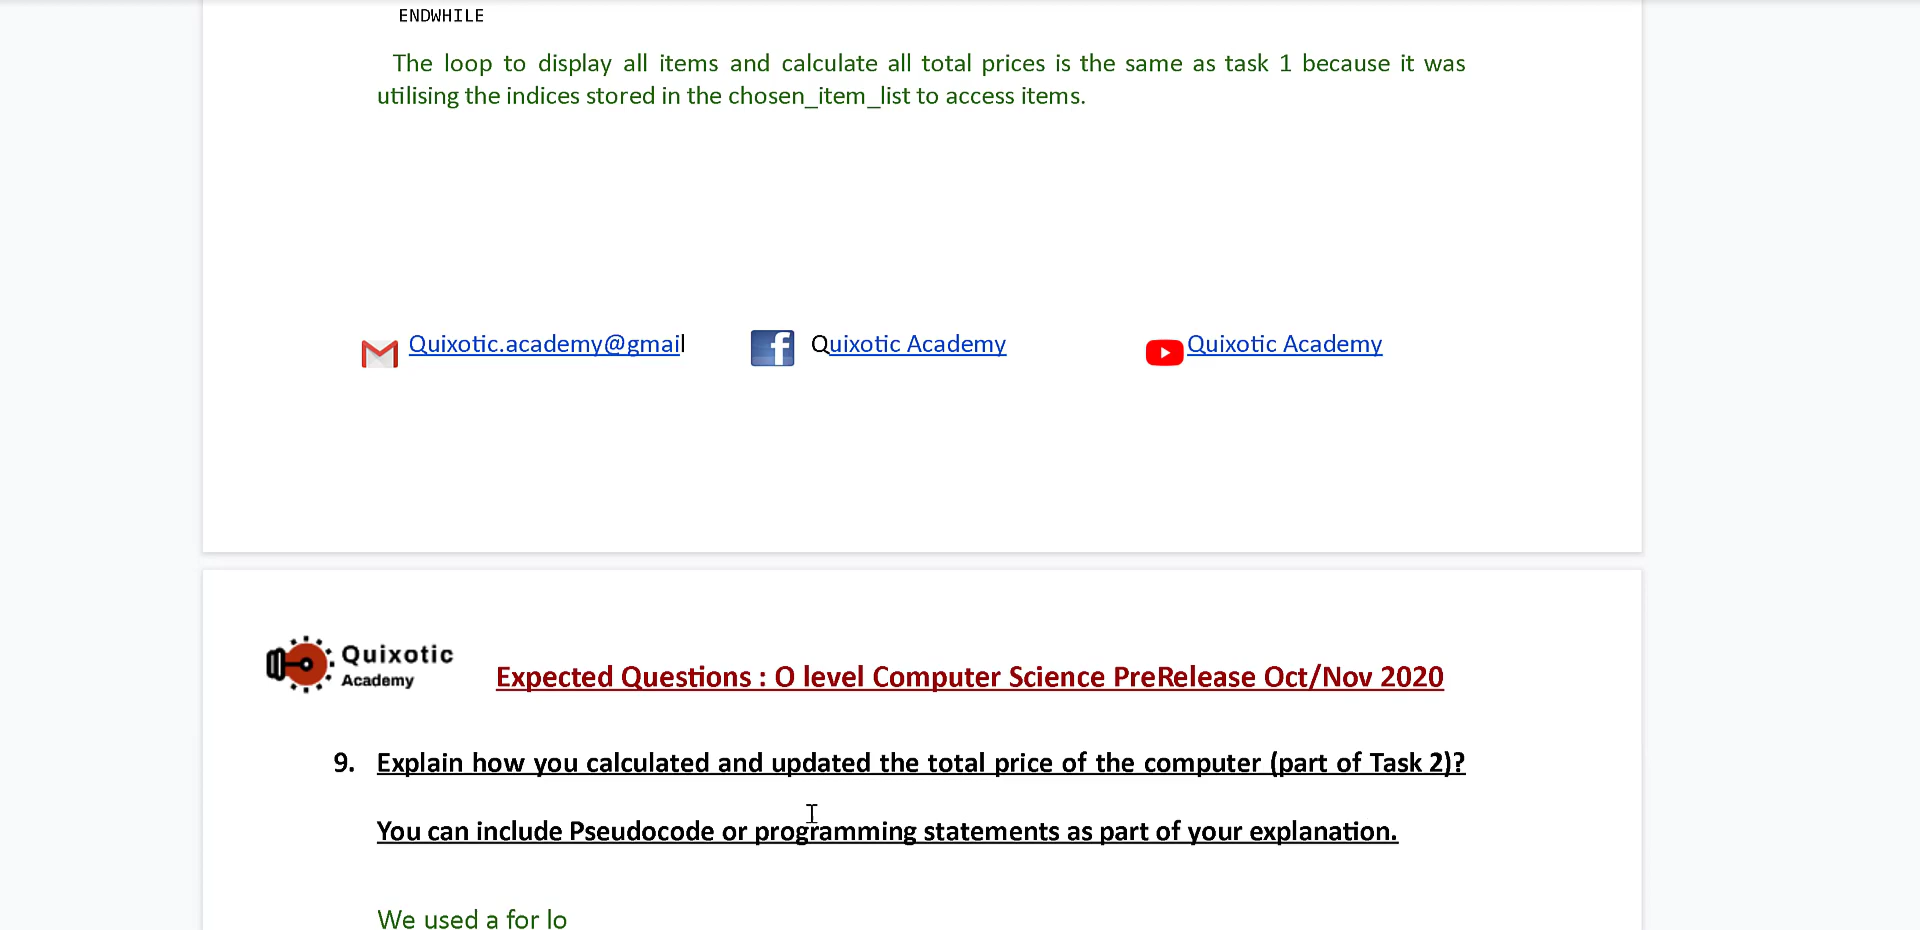 ENDWHILE
The loop to display all items and calculate all total prices is the same as task 1 because it was
utilising the indices stored in the chosen_item_list to access items.
Quixotic.academy@gmail Quixotic Academy Quixotic Academy
Quixotic
Academy
Expected Questions : O level Computer Science PreRelease Oct/Nov 2020
9. Explain how you calculated and updated the total price of the computer (part of Task 2)?
You can include Pseudocode or programming statements as part of your explanation.
We used a for lo